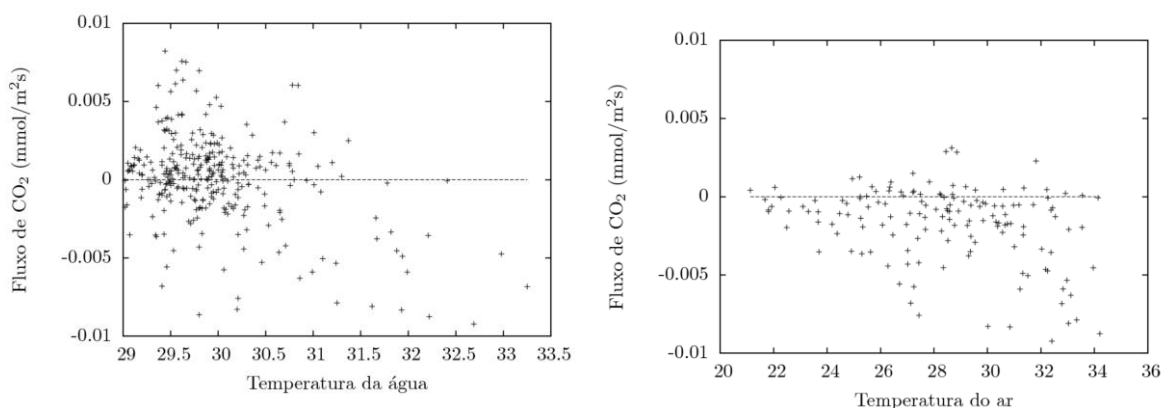 0.01
0.005
0
-0.005
-0.01
Fluxo de CO₂ (mmol/m²s)
29 29.5 30 30.5 31 31.5 32 32.5 33 33.5
Temperatura da água
0.01
0.005
0
-0.005
-0.01
Fluxo de CO₂ (mmol/m²s)
20 22 24 26 28 30 32 34 36
Temperatura do ar